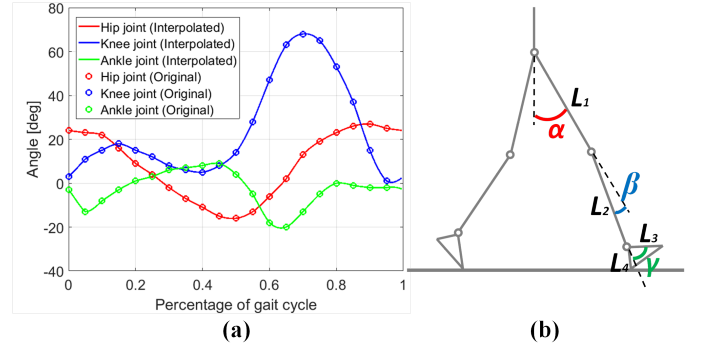 80
60
40
20
0
-20
-40
Angle [deg]
Hip joint (Interpolated)
Knee joint (Interpolated)
Ankle joint (Interpolated)
Hip joint (Original)
Knee joint (Original)
Ankle joint (Original)
0 0.2 0.4 0.6 0.8 1
Percentage of gait cycle
(a)
L1
α
β
L2
L3
L4
γ
(b)